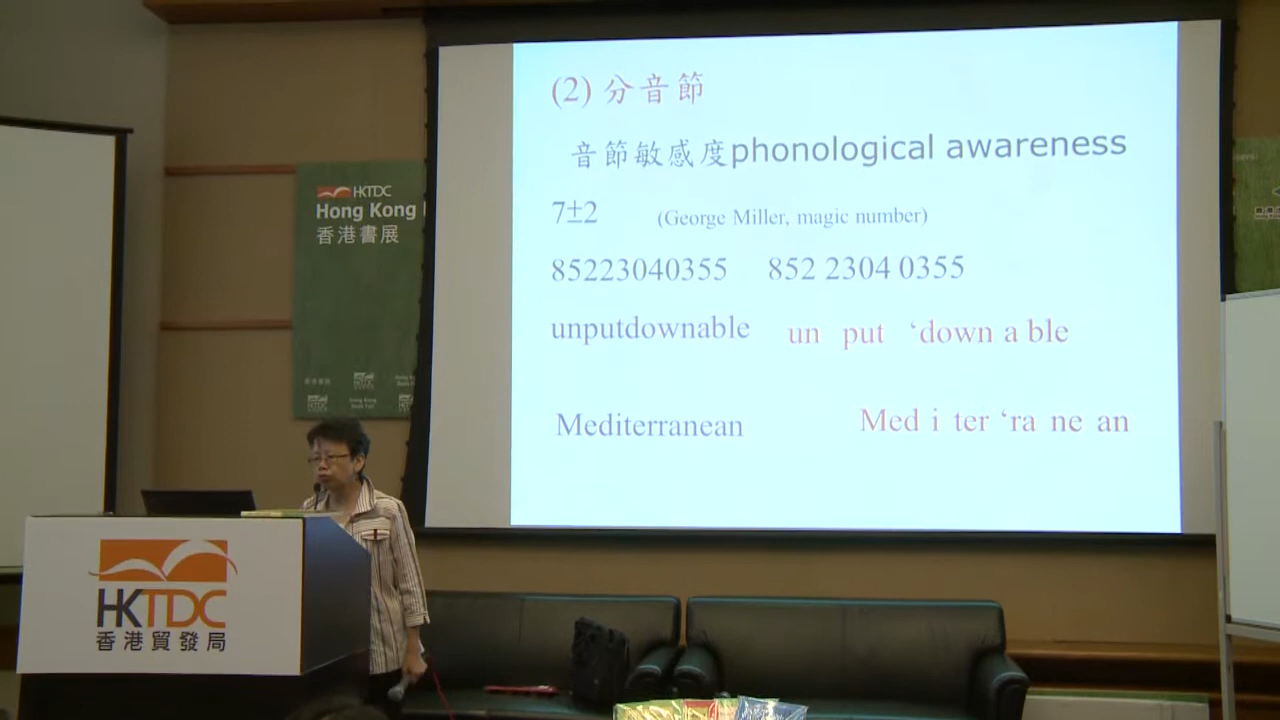 (2) 分音節
音節敏感度phonological awareness
7±2 (George Miller, magic number)
85223040355 852 2304 0355
unputdownable un put ‘down a ble
Mediterranean Med i ter ‘ra ne an
HKTDC
Hong Kong
香港書展
HKTDC
香港貿發局